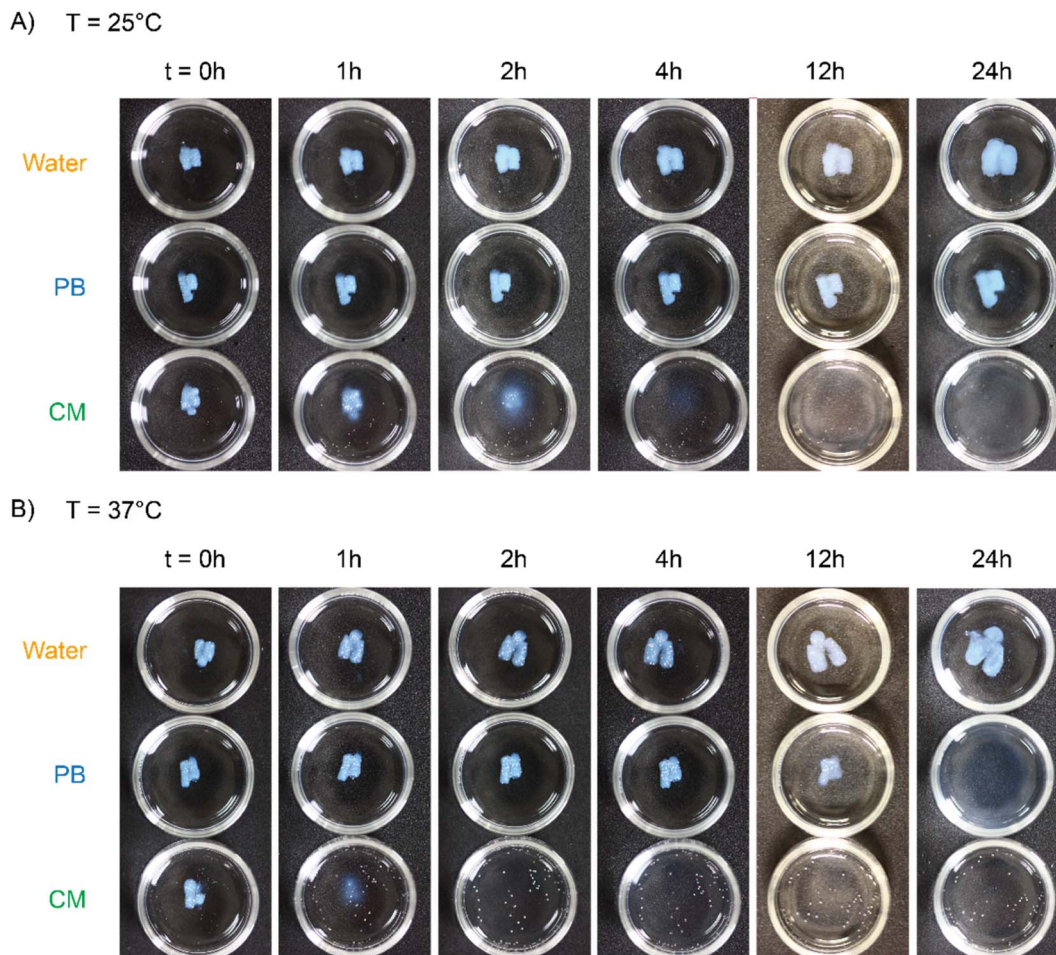 A) T = 25°C
t = 0h 1h 2h 4h 12h 24h
Water
PB
CM
B) T = 37°C
t = 0h 1h 2h 4h 12h 24h
Water
PB
CM